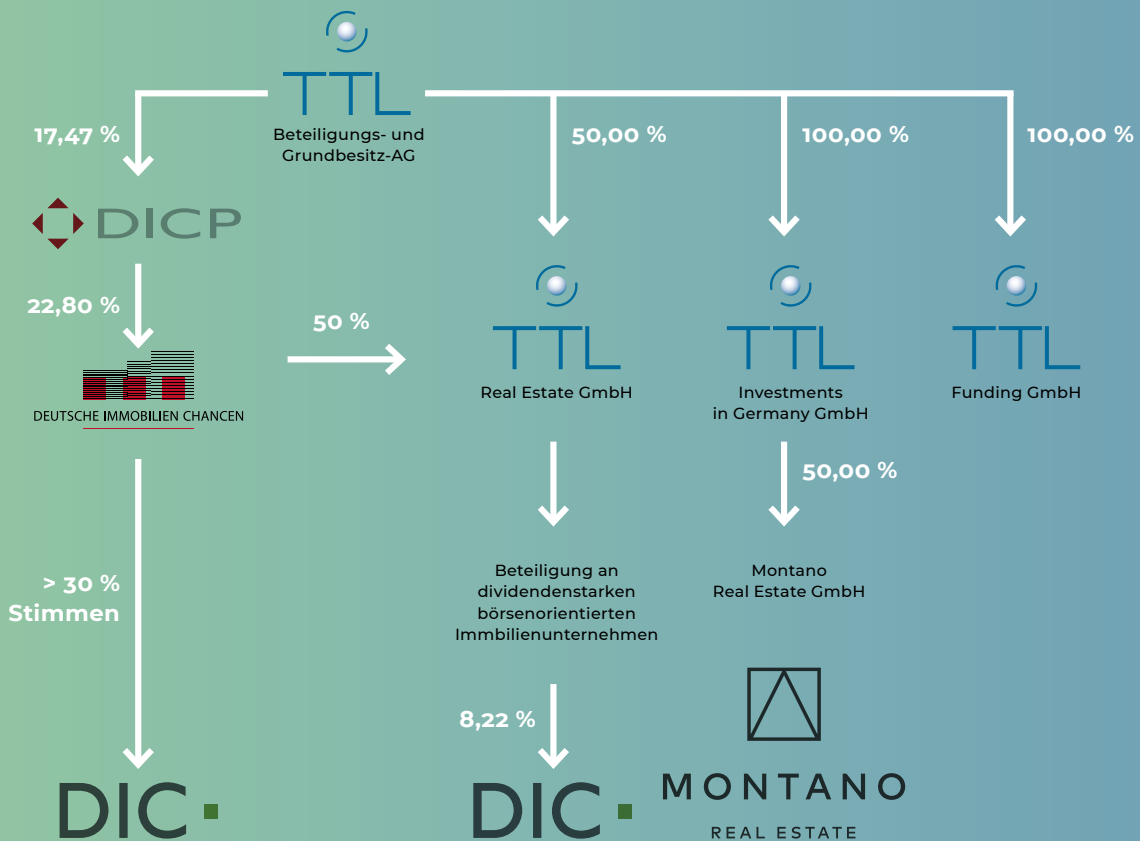 TTL
Beteiligungs- und
Grundbesitz-AG
17,47 %
50,00 %
100,00 %
100,00 %
DICP
22,80 %
50 %
DEUTSCHE IMMOBILIEN CHANCEN
TTL
Real Estate GmbH
TTL
Investments
in Germany GmbH
TTL
Funding GmbH
50,00 %
> 30 %
Stimmen
Beteiligung an
dividendenstarken
börsenorientierten
Immbilienunternehmen
Montano
Real Estate GmbH
8,22 %
DIC
DIC
MONTANO
REAL ESTATE